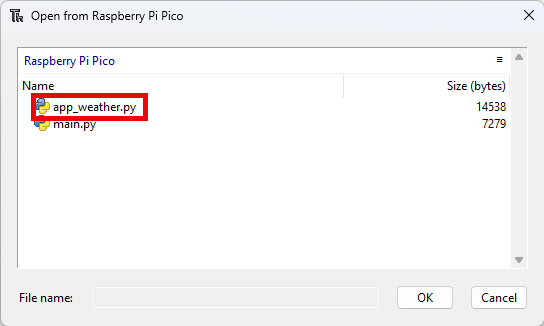 Open from Raspberry Pi Pico
Raspberry Pi Pico
Name Size (bytes)
app_weather.py 14538
main.py 7279
File name: OK Cancel